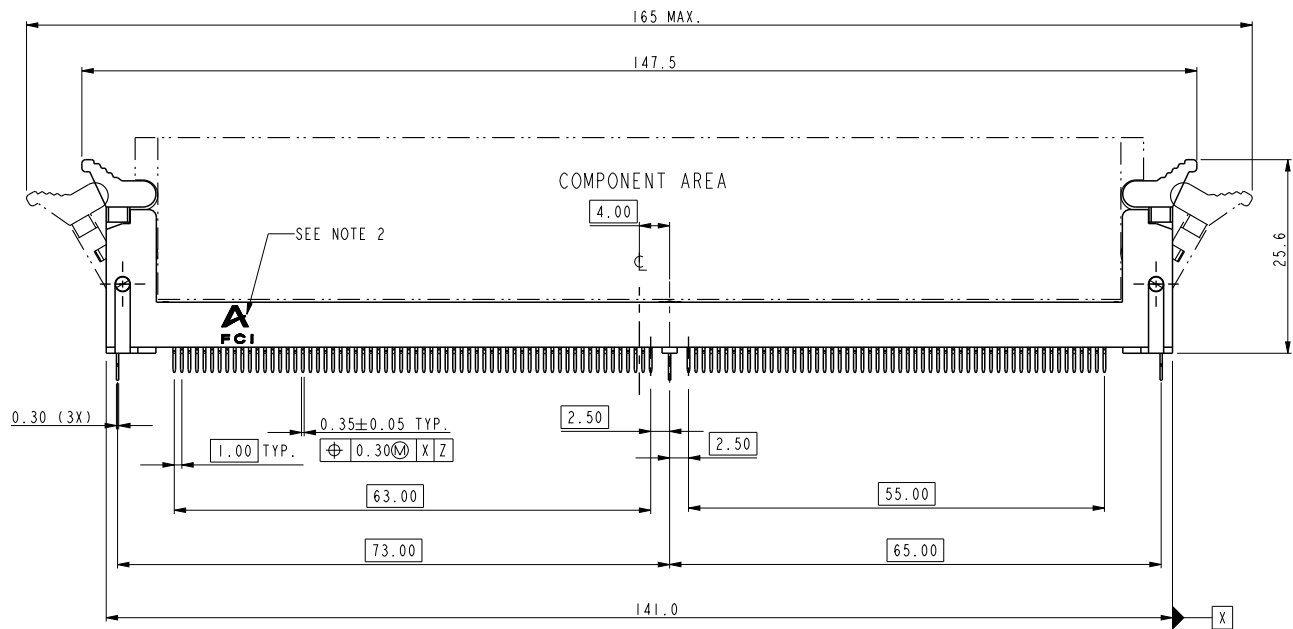 165 MAX.
147.5
COMPONENT AREA
4.00
SEE NOTE 2
℄
25.6
FCI
0.30 (3X)
0.35±0.05 TYP.
2.50
2.50
1.00 TYP.
⌖ 0.30Ⓜ X Z
63.00
55.00
73.00
65.00
141.0
X